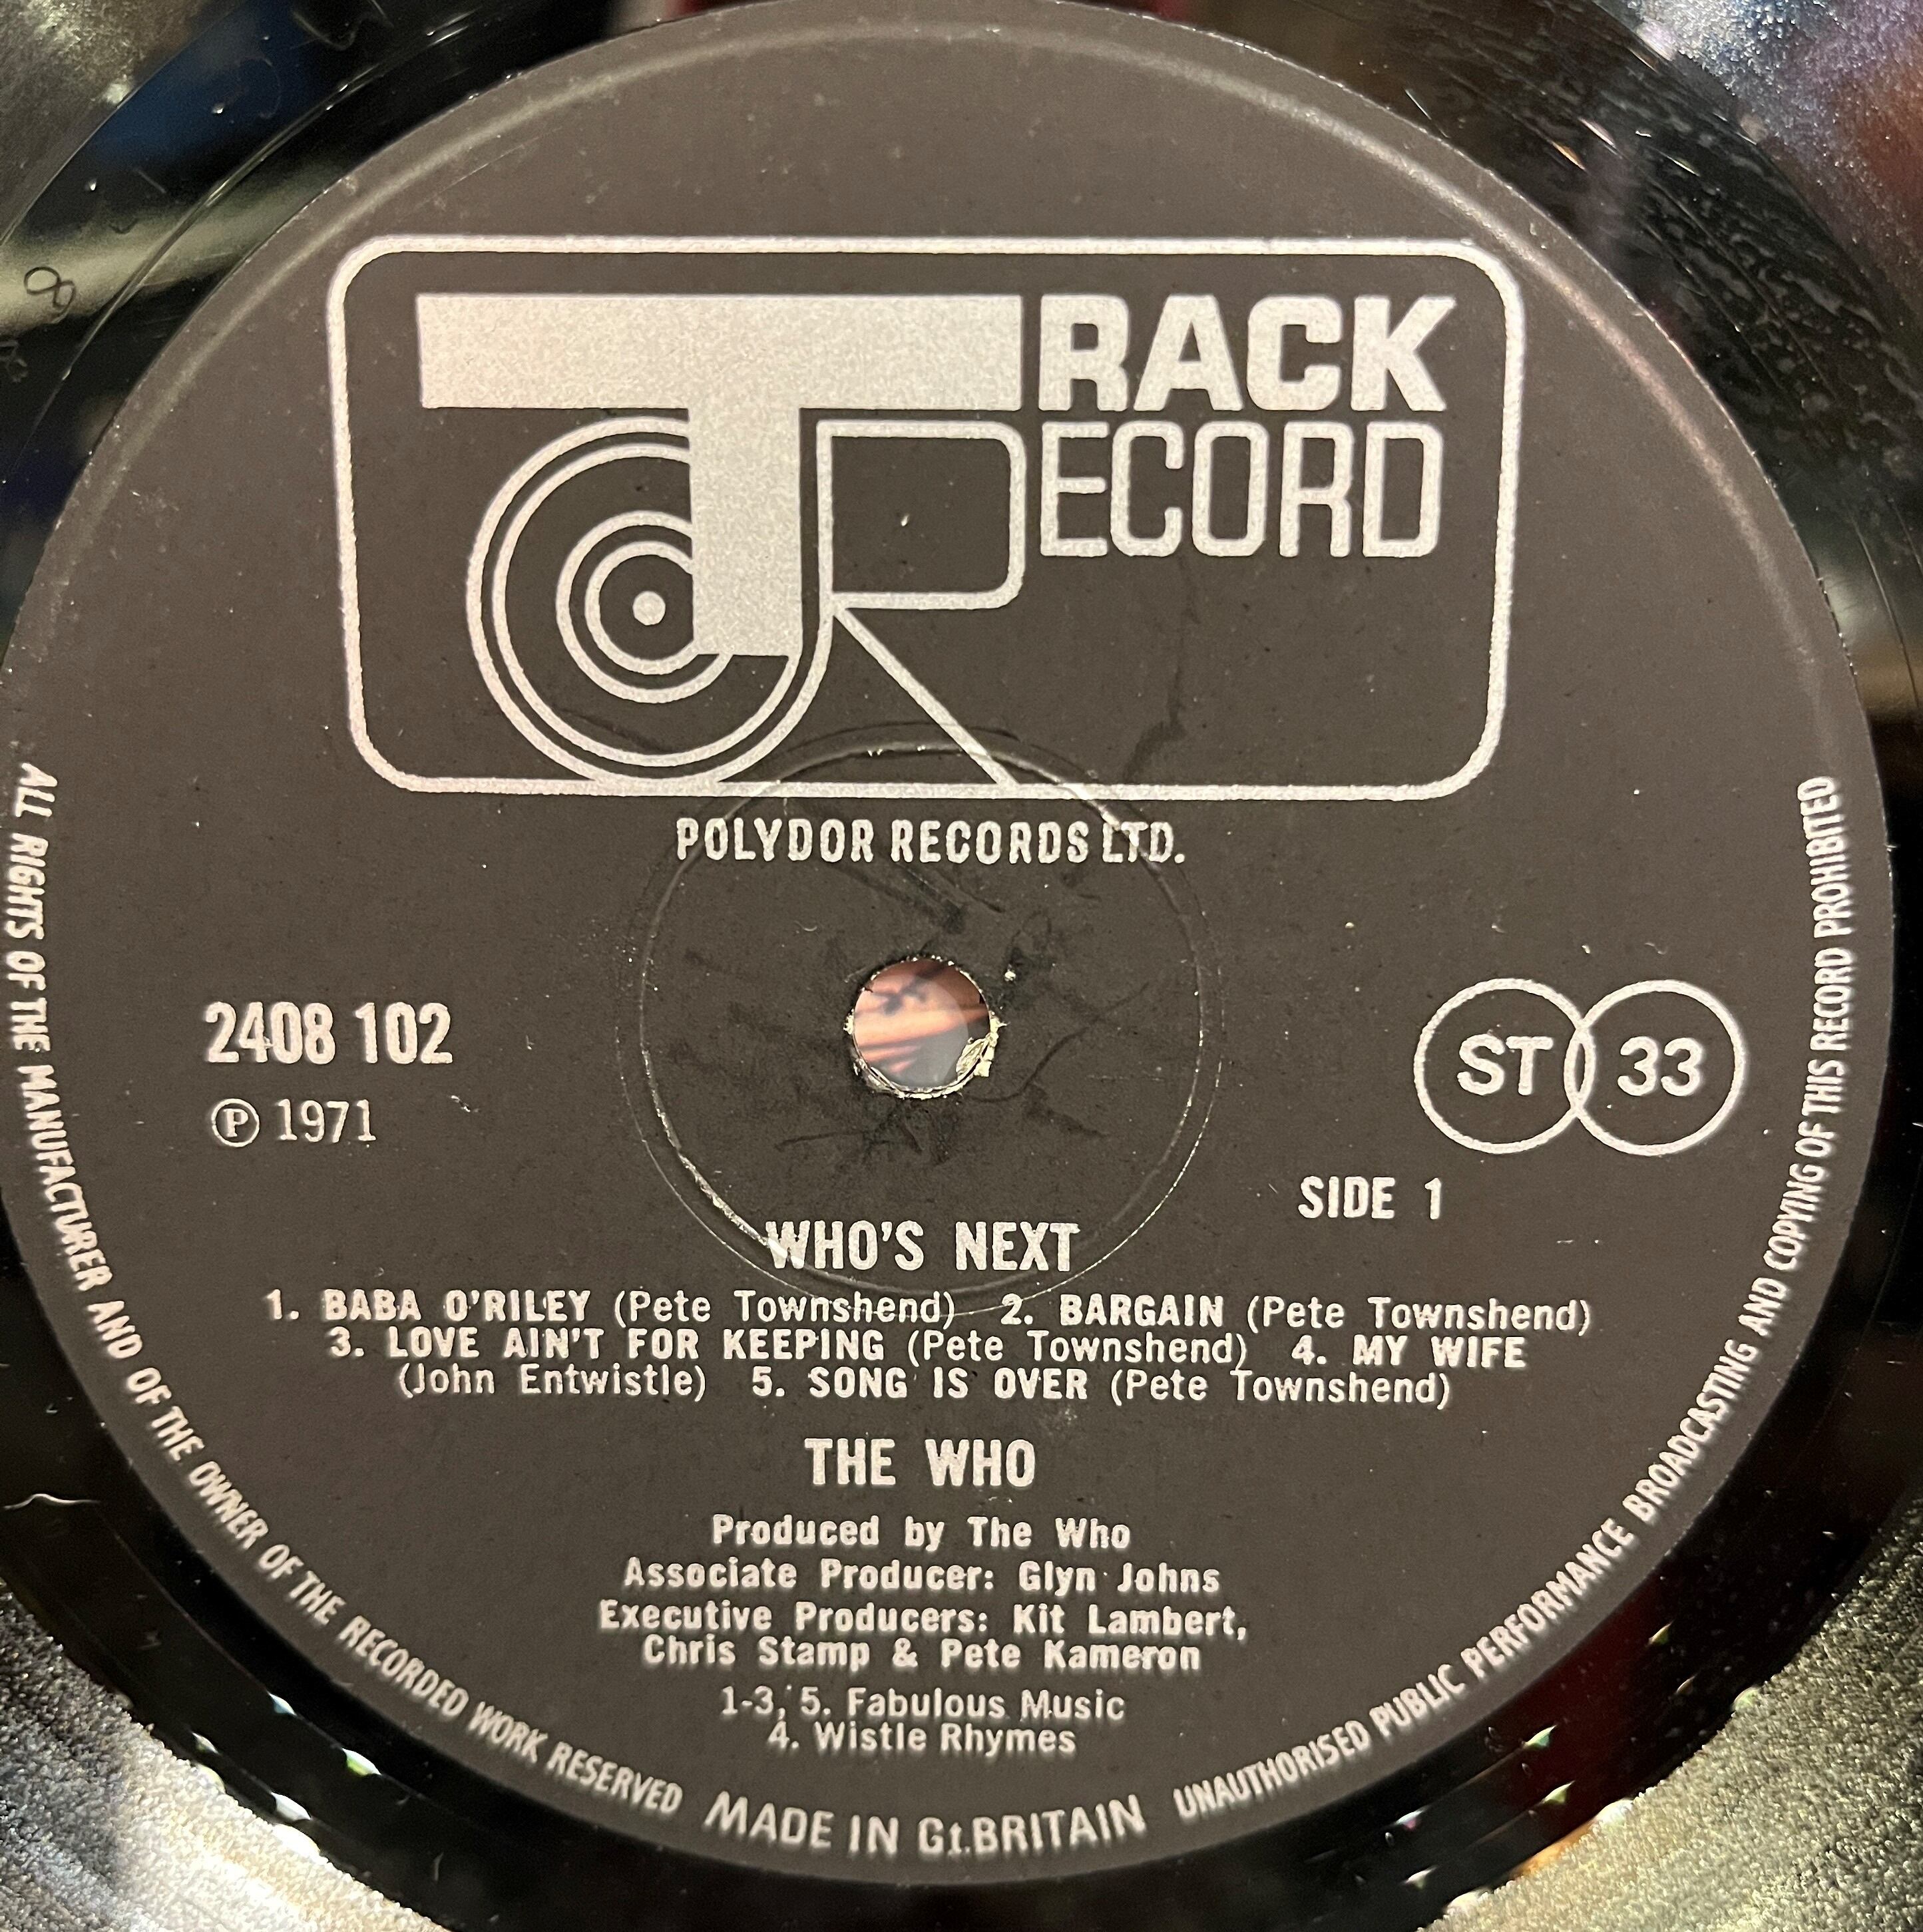 TRACK
RECORD
POLYDOR RECORDS LTD.
2408 102
ST 33
℗ 1971
SIDE 1
WHO'S NEXT
1. BABA O'RILEY (Pete Townshend) 2. BARGAIN (Pete Townshend)
3. LOVE AIN'T FOR KEEPING (Pete Townshend) 4. MY WIFE
(John Entwistle) 5. SONG IS OVER (Pete Townshend)
THE WHO
Produced by The Who
Associate Producer: Glyn Johns
Executive Producers: Kit Lambert,
Chris Stamp & Pete Kameron
1-3, 5. Fabulous Music
4. Wistle Rhymes
ALL RIGHTS OF THE MANUFACTURER AND OF THE OWNER OF THE RECORDED WORK RESERVED MADE IN Gt.BRITAIN UNAUTHORISED PUBLIC PERFORMANCE BROADCASTING AND COPYING OF THIS RECORD PROHIBITED
8